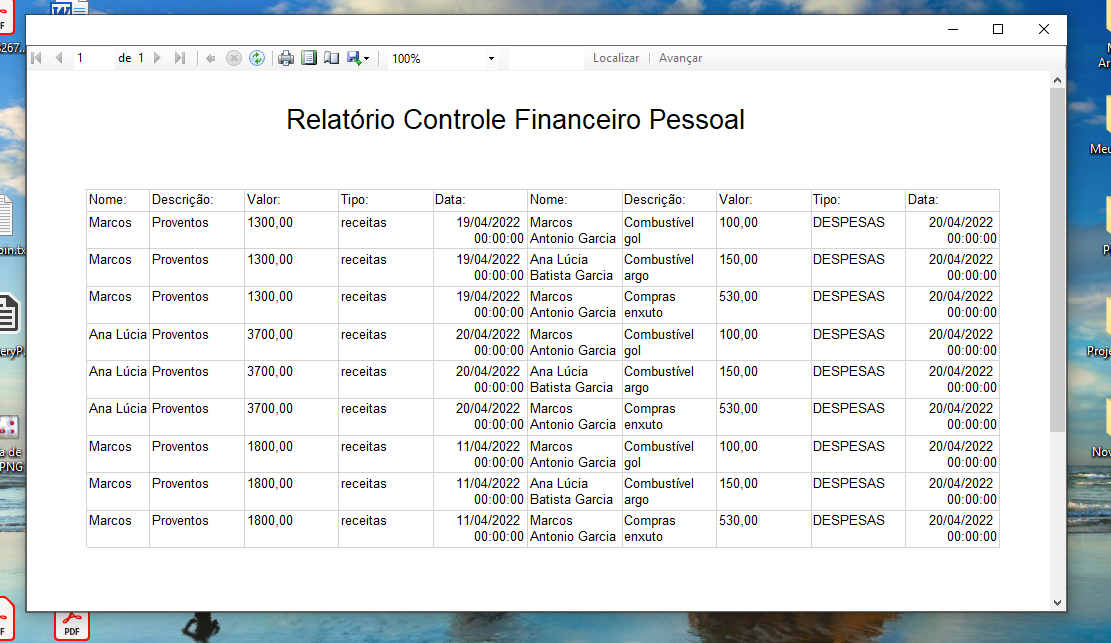 W
267...
1 de 1 100% Localizar Avançar
Relatório Controle Financeiro Pessoal
Nome: Descrição: Valor: Tipo: Data: Nome: Descrição: Valor: Tipo: Data:
Marcos Proventos 1300,00 receitas 19/04/2022 Marcos Combustível 100,00 DESPESAS 20/04/2022
00:00:00 Antonio Garcia gol 00:00:00
Marcos Proventos 1300,00 receitas 19/04/2022 Ana Lúcia Combustível 150,00 DESPESAS 20/04/2022
00:00:00 Batista Garcia argo 00:00:00
Marcos Proventos 1300,00 receitas 19/04/2022 Marcos Compras 530,00 DESPESAS 20/04/2022
00:00:00 Antonio Garcia enxuto 00:00:00
Ana Lúcia Proventos 3700,00 receitas 20/04/2022 Marcos Combustível 100,00 DESPESAS 20/04/2022
00:00:00 Antonio Garcia gol 00:00:00
Ana Lúcia Proventos 3700,00 receitas 20/04/2022 Ana Lúcia Combustível 150,00 DESPESAS 20/04/2022
00:00:00 Batista Garcia argo 00:00:00
Ana Lúcia Proventos 3700,00 receitas 20/04/2022 Marcos Compras 530,00 DESPESAS 20/04/2022
00:00:00 Antonio Garcia enxuto 00:00:00
Marcos Proventos 1800,00 receitas 11/04/2022 Marcos Combustível 100,00 DESPESAS 20/04/2022
00:00:00 Antonio Garcia gol 00:00:00
Marcos Proventos 1800,00 receitas 11/04/2022 Ana Lúcia Combustível 150,00 DESPESAS 20/04/2022
00:00:00 Batista Garcia argo 00:00:00
Marcos Proventos 1800,00 receitas 11/04/2022 Marcos Compras 530,00 DESPESAS 20/04/2022
00:00:00 Antonio Garcia enxuto 00:00:00
Meu
Proj
Nov
a de
PNG
PDF